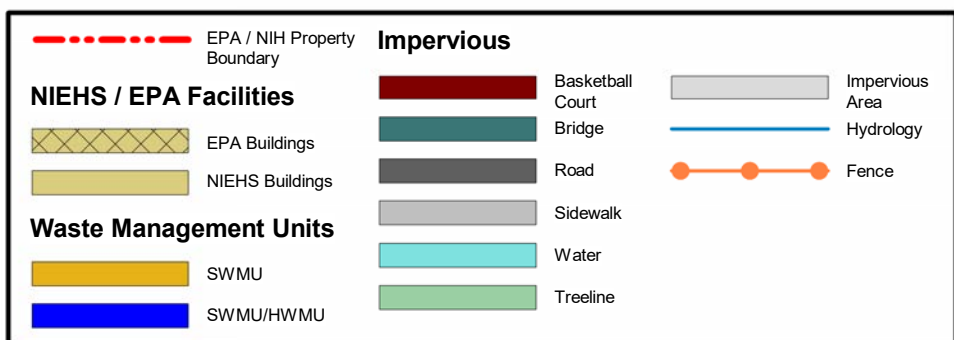 EPA / NIH Property
Boundary
NIEHS / EPA Facilities
EPA Buildings
NIEHS Buildings
Waste Management Units
SWMU
SWMU/HWMU
Impervious
Basketball
Court
Bridge
Road
Sidewalk
Water
Treeline
Impervious
Area
Hydrology
Fence